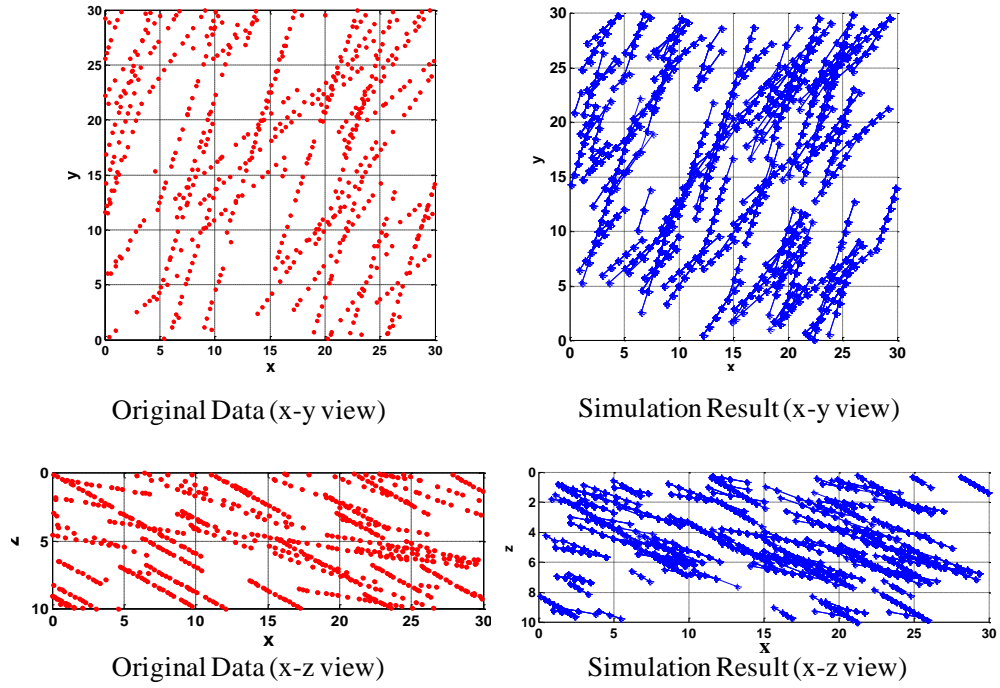 30
25
20
15
10
5
0
y
0 5 10 15 20 25 30
x
Original Data (x-y view)
30
25
20
15
10
5
0
y
0 5 10 15 20 25 30
x
Simulation Result (x-y view)
0
5
10
z
0 5 10 15 20 25 30
x
Original Data (x-z view)
0
2
4
6
8
10
z
0 5 10 15 20 25 30
x
Simulation Result (x-z view)